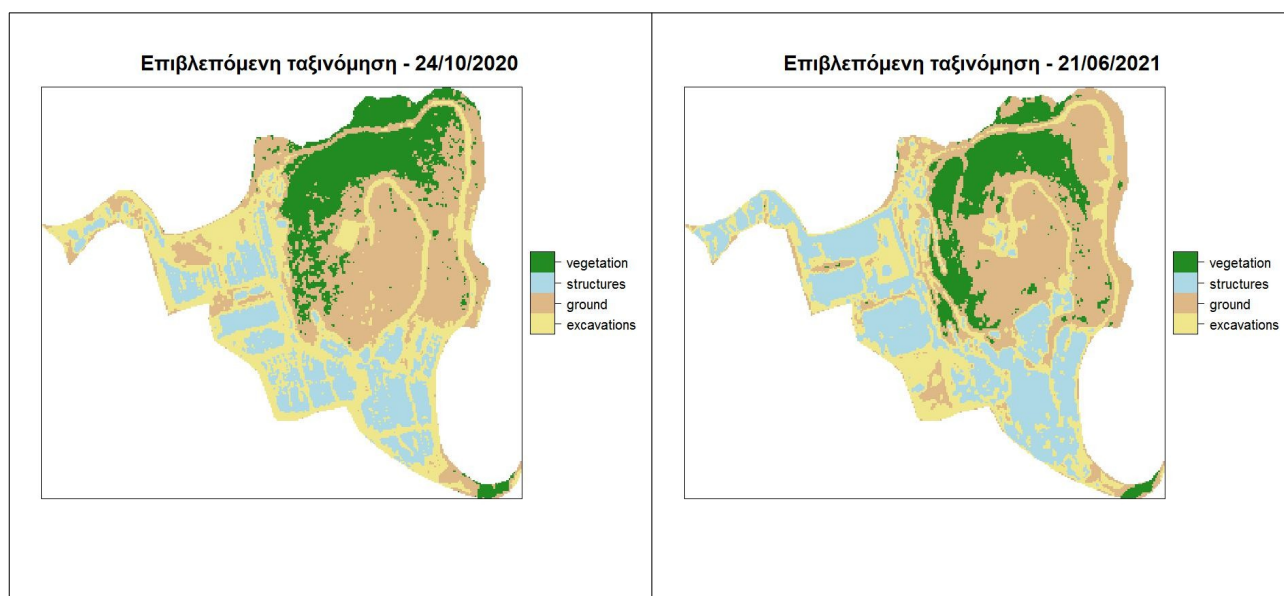 Επιβλεπόμενη ταξινόμηση - 24/10/2020
vegetation
structures
ground
excavations
Επιβλεπόμενη ταξινόμηση - 21/06/2021
vegetation
structures
ground
excavations